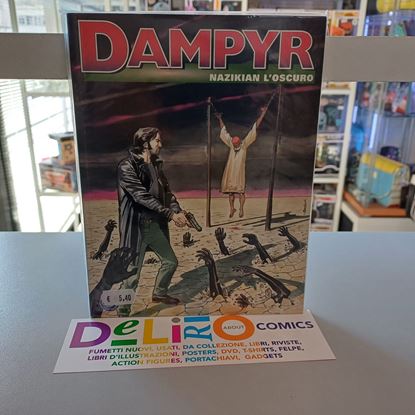 DAMPYR
NAZIKIAN L'OSCURO
€ 5,40
DELIRIO ABOUT COMICS
FUMETTI NUOVI, USATI, DA COLLEZIONE, LIBRI, RIVISTE,
LIBRI D'ILLUSTRAZIONI, POSTERS, DVD, T-SHIRTS, FELPE,
ACTION FIGURES, PORTACHIAVI, GADGETS